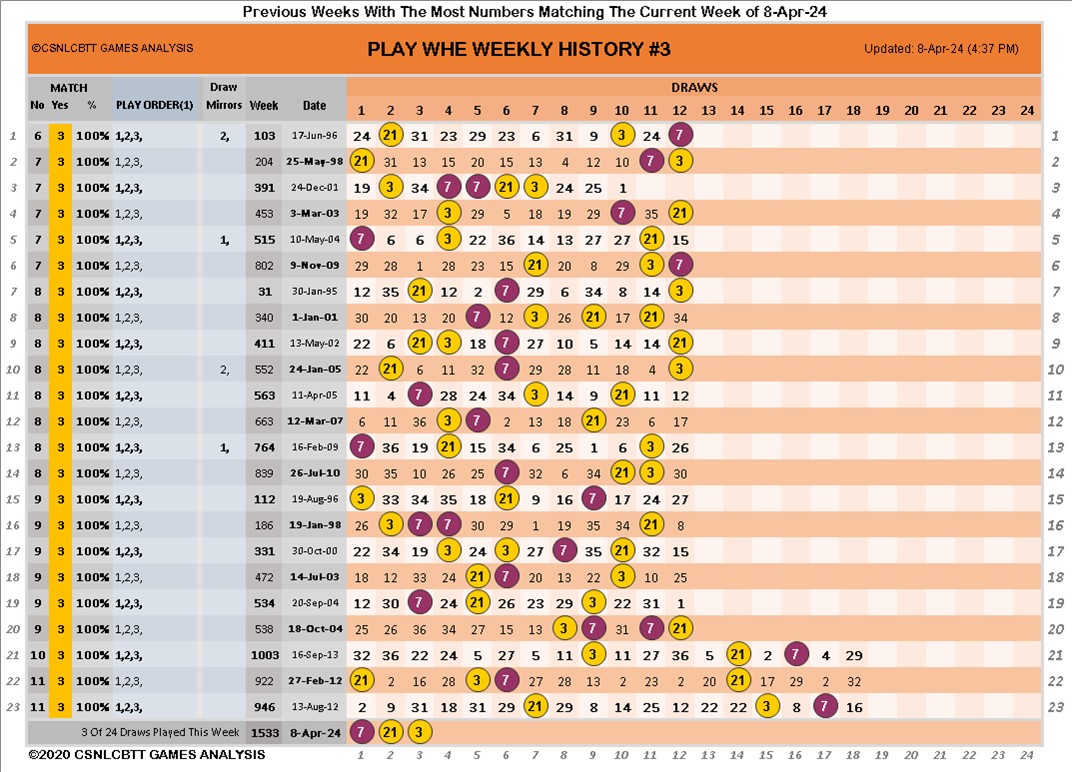 Previous Weeks With The Most Numbers Matching The Current Week of 8-Apr-24
©CSNLCBTT GAMES ANALYSIS PLAY WHE WEEKLY HISTORY #3 Updated: 8-Apr-24 (4:37 PM)
MATCH Draw DRAWS
No Yes % PLAY ORDER(1) Mirrors Week Date 1 2 3 4 5 6 7 8 9 10 11 12 13 14 15 16 17 18 19 20 21 22 23 24
1 6 3 100% 1,2,3, 2, 103 17-Jun-96 24 21 31 23 29 23 6 31 9 3 24 7 1
2 7 3 100% 1,2,3, 204 25-May-98 21 31 13 15 20 15 13 4 12 10 7 3 2
3 7 3 100% 1,2,3, 391 24-Dec-01 19 3 34 7 7 21 3 24 25 1 3
4 7 3 100% 1,2,3, 453 3-Mar-03 19 32 17 3 29 5 18 19 29 7 35 21 4
5 7 3 100% 1,2,3, 1, 515 10-May-04 7 6 6 3 22 36 14 13 27 27 21 15 5
6 7 3 100% 1,2,3, 802 9-Nov-09 29 28 1 28 23 15 21 20 8 29 3 7 6
7 8 3 100% 1,2,3, 31 30-Jan-95 12 35 21 12 2 7 29 6 34 8 14 3 7
8 8 3 100% 1,2,3, 340 1-Jan-01 30 20 13 20 7 12 3 26 21 17 21 34 8
9 8 3 100% 1,2,3, 411 13-May-02 22 6 21 3 18 7 27 10 5 14 14 21 9
10 8 3 100% 1,2,3, 2, 552 24-Jan-05 22 21 6 11 32 7 29 28 11 18 4 3 10
11 8 3 100% 1,2,3, 563 11-Apr-05 11 4 7 28 24 34 3 14 9 21 11 12 11
12 8 3 100% 1,2,3, 663 12-Mar-07 6 11 36 3 7 2 13 18 21 23 6 17 12
13 8 3 100% 1,2,3, 1, 764 16-Feb-09 7 36 19 21 15 34 6 25 1 6 3 26 13
14 8 3 100% 1,2,3, 839 26-Jul-10 30 35 10 26 25 7 32 6 34 21 3 30 14
15 9 3 100% 1,2,3, 112 19-Aug-96 3 33 34 35 18 21 9 16 7 17 24 27 15
16 9 3 100% 1,2,3, 186 19-Jan-98 26 3 7 7 30 29 1 19 35 34 21 8 16
17 9 3 100% 1,2,3, 331 30-Oct-00 22 34 19 3 24 3 27 7 35 21 32 15 17
18 9 3 100% 1,2,3, 472 14-Jul-03 18 12 33 24 21 7 20 13 22 3 10 25 18
19 9 3 100% 1,2,3, 534 20-Sep-04 12 30 7 24 21 26 23 29 3 22 31 1 19
20 9 3 100% 1,2,3, 538 18-Oct-04 25 26 36 34 27 15 13 3 7 31 7 21 20
21 10 3 100% 1,2,3, 1003 16-Sep-13 32 36 22 24 5 27 5 11 3 11 27 36 5 21 2 7 4 29 21
22 11 3 100% 1,2,3, 922 27-Feb-12 21 2 16 28 3 7 27 28 13 2 23 2 20 21 17 29 2 32 22
23 11 3 100% 1,2,3, 946 13-Aug-12 2 9 31 18 31 29 21 29 8 14 25 12 22 22 3 8 7 16 23
3 Of 24 Draws Played This Week 1533 8-Apr-24 7 21 3
©2020 CSNLCBTT GAMES ANALYSIS 1 2 3 4 5 6 7 8 9 10 11 12 13 14 15 16 17 18 19 20 21 22 23 24